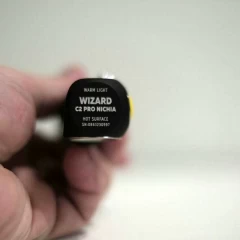 WARM LIGHT
WIZARD
C2 PRO NICHIA
HOT SURFACE